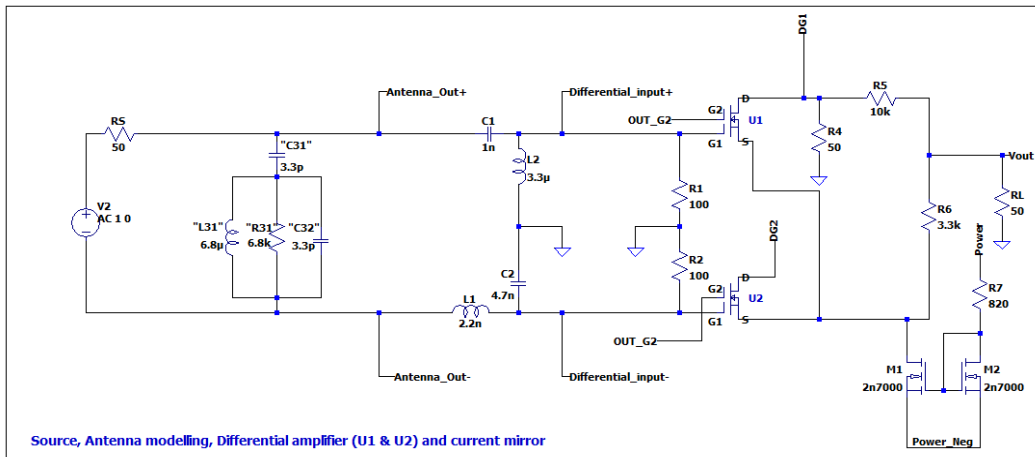 DG1
Antenna_Out+
Differential_input+
R5
10k
RS
50
C1
1n
OUT_G2
G2
D
U1
G1
S
R4
50
"C31"
3.3p
L2
3.3µ
Vout
V2
AC 1 0
"L31"
6.8µ
"R31"
6.8k
"C32"
3.3p
R1
100
R6
3.3k
RL
50
DG2
Power
C2
4.7n
R2
100
G2
D
U2
G1
S
R7
820
L1
2.2n
OUT_G2
Antenna_Out-
Differential_input-
M1
2n7000
M2
2n7000
Power_Neg
Source, Antenna modelling, Differential amplifier (U1 & U2) and current mirror